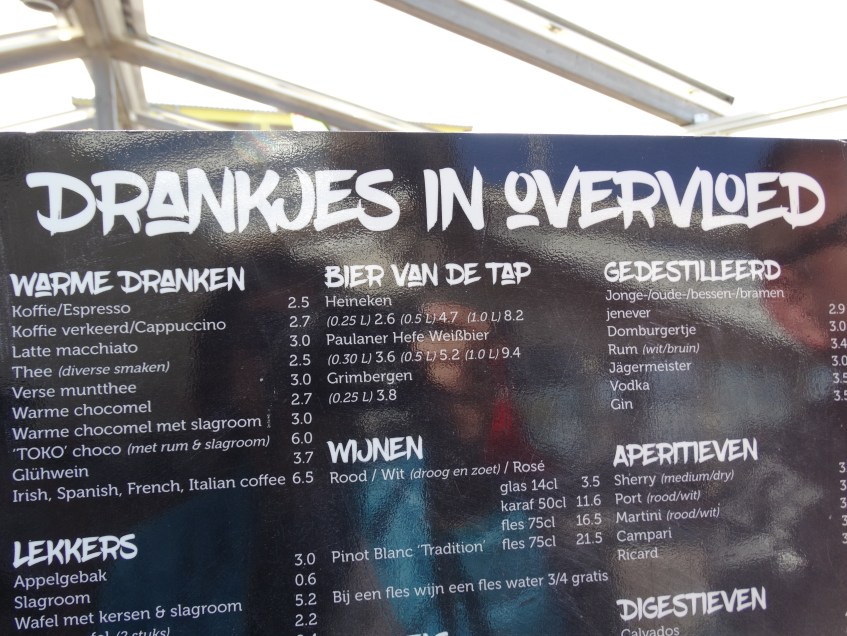 DRANKJES IN OVERVLOED
WARME DRANKEN
Koffie/Espresso 2.5
Koffie verkeerd/Cappuccino 2.7
Latte macchiato 3.0
Thee (diverse smaken) 2.5
Verse muntthee 3.0
Warme chocomel 2.7
Warme chocomel met slagroom 3.0
'TOKO' choco (met rum & slagroom) 6.0
Glühwein 3.7
Irish, Spanish, French, Italian coffee 6.5
LEKKERS
Appelgebak 3.0
Slagroom 0.6
Wafel met kersen & slagroom 5.2
(2 stuks) 2.2
BIER VAN DE TAP
Heineken
(0.25 L) 2.6 (0.5 L) 4.7 (1.0 L) 8.2
Paulaner Hefe Weißbier
(0.30 L) 3.6 (0.5 L) 5.2 (1.0 L) 9.4
Grimbergen
(0.25 L) 3.8
WIJNEN
Rood / Wit (droog en zoet) / Rosé
glas 14cl 3.5
karaf 50cl 11.6
fles 75cl 16.5
Pinot Blanc 'Tradition' fles 75cl 21.5
Bij een fles wijn een fles water 3/4 gratis
GEDESTILLEERD
Jonge-/oude-/bessen-/bramen
jenever 2.9
Domburgertje 3.0
Rum (wit/bruin) 3.4
Jägermeister 3.0
Vodka 3.5
Gin 3.5
APERITIEVEN
Sherry (medium/dry) 3.
Port (rood/wit) 3.
Martini (rood/wit) 3.
Campari 3.
Ricard 3.
DIGESTIEVEN
Calvados